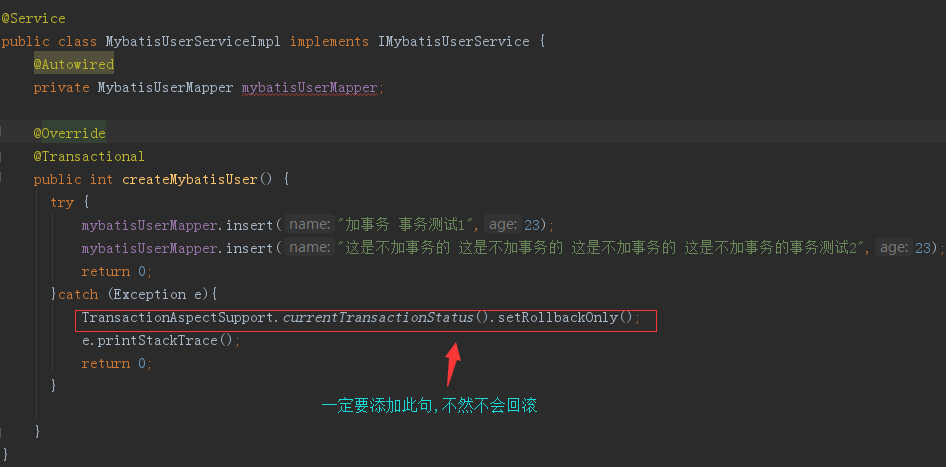 @Service
public class MybatisUserServiceImpl implements IMybatisUserService {
@Autowired
private MybatisUserMapper mybatisUserMapper;
@Override
@Transactional
public int createMybatisUser() {
try {
mybatisUserMapper.insert( name: "加事务 事务测试1", age: 23);
mybatisUserMapper.insert( name: "这是不加事务的 这是不加事务的 这是不加事务的 这是不加事务的事务测试2", age: 23);
return 0;
}catch (Exception e){
TransactionAspectSupport.currentTransactionStatus().setRollbackOnly();
e.printStackTrace();
return 0;
}
一定要添加此句,不然不会回滚
}
}